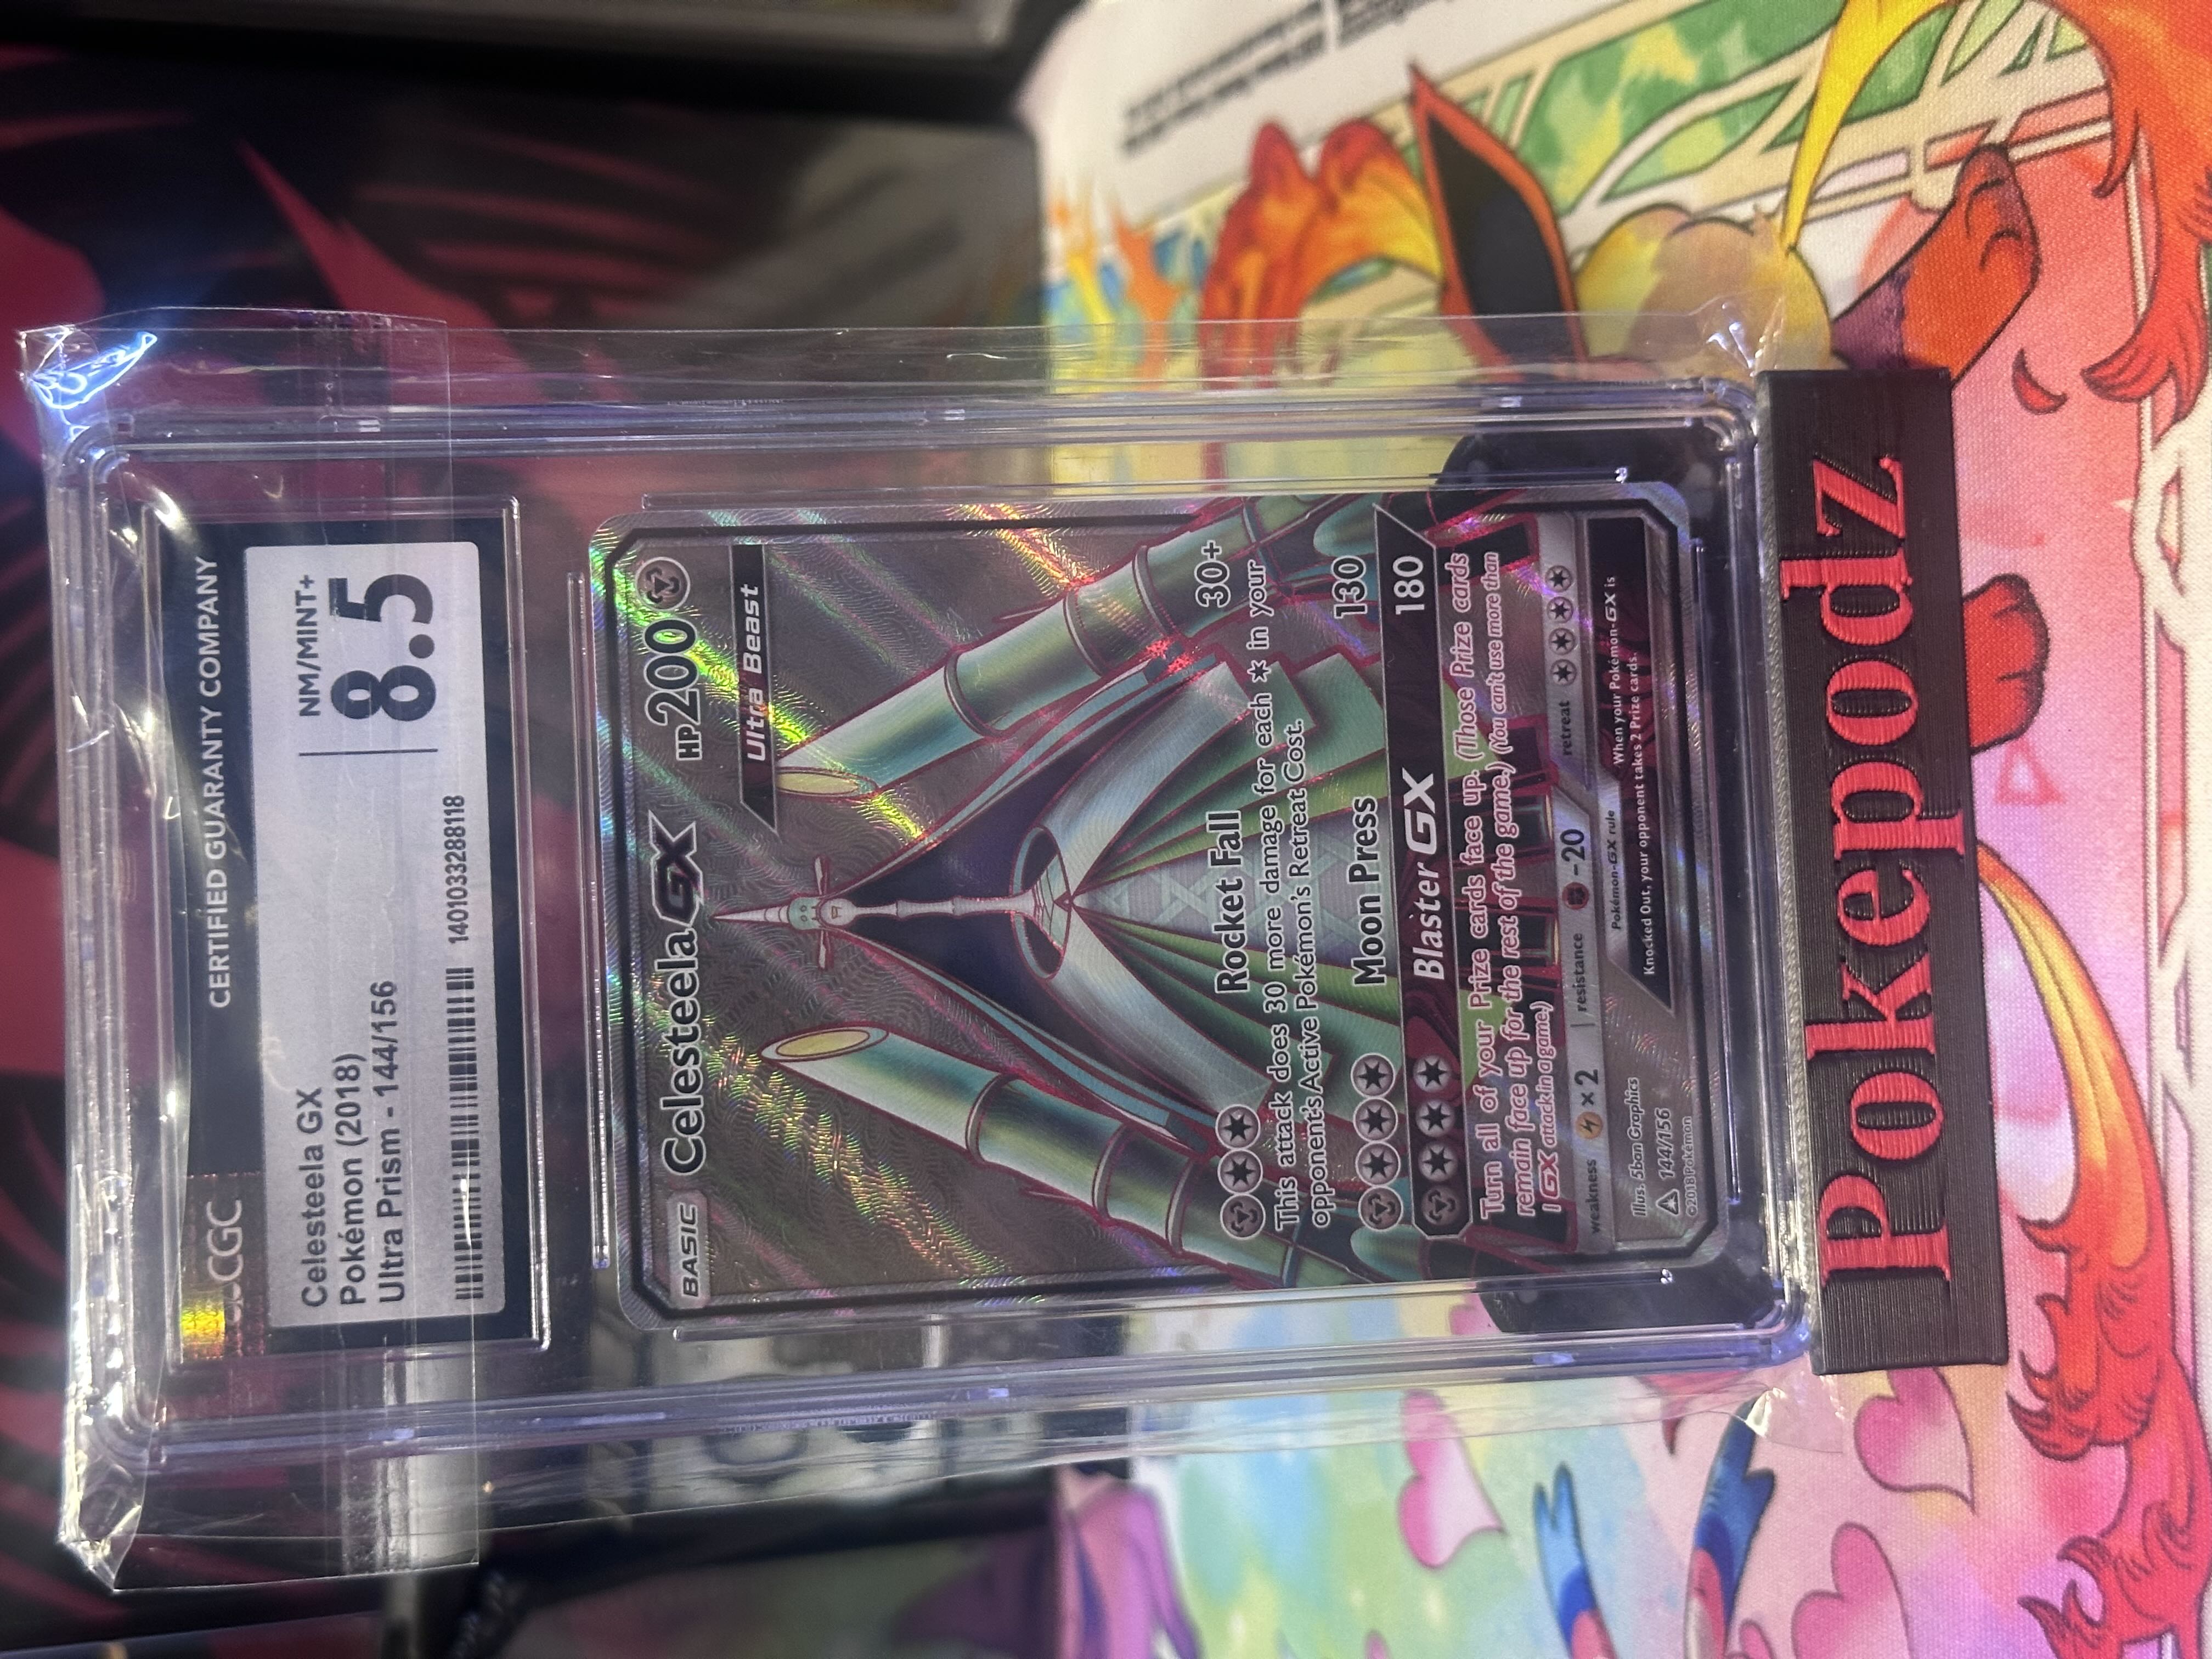 CGC CERTIFIED GUARANTY COMPANY
Celesteela GX
Pokémon (2018)
Ultra Prism - 144/156
NM/MINT+
8.5
1401033288118
BASIC
Celesteela GX HP 200
Ultra Beast
Rocket Fall 30+
This attack does 30 more damage for each in your
opponent's Active Pokémon's Retreat Cost.
Moon Press 130
Blaster GX 180
Turn all of your Prize cards face up. (Those Prize cards
remain face up for the rest of the game.) (You can't use more than
1 GX attack in a game.)
weakness ×2 resistance -20 retreat
Illus. 5ban Graphics
144/156
©2018 Pokémon
Pokémon-GX rule When your Pokémon-GX is
Knocked Out, your opponent takes 2 Prize cards.
Pokepodz